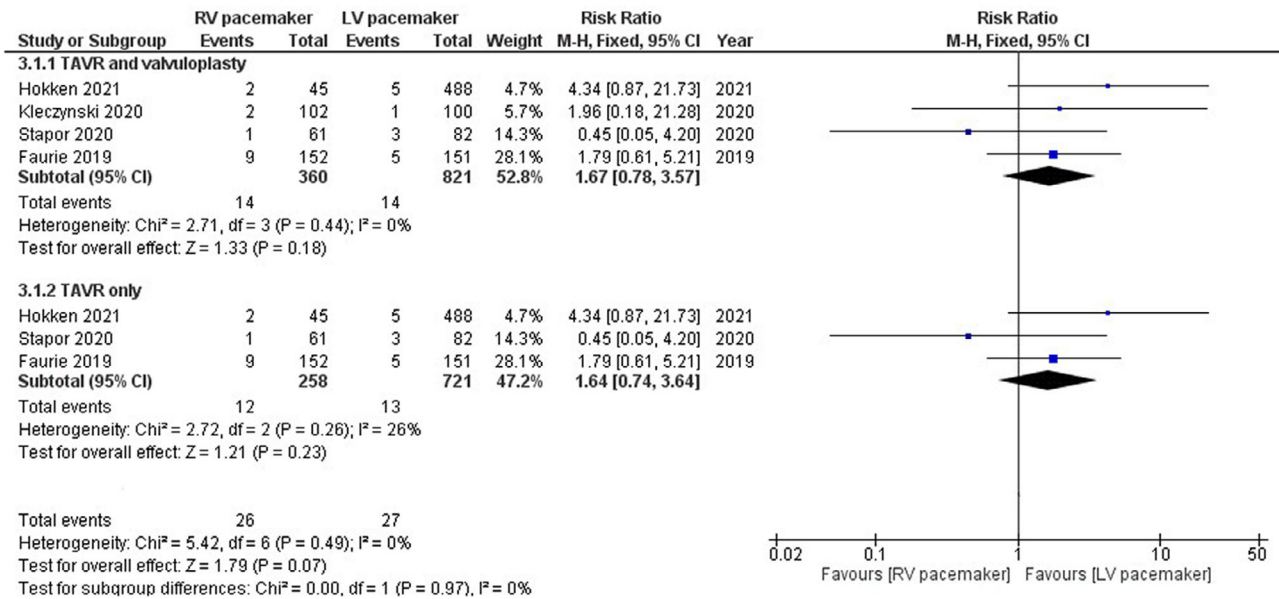 RV pacemaker LV pacemaker Risk Ratio Risk Ratio
Study or Subgroup Events Total Events Total Weight M-H, Fixed, 95% CI Year M-H, Fixed, 95% CI
3.1.1 TAVR and valvuloplasty
Hokken 2021 2 45 5 488 4.7% 4.34 [0.87, 21.73] 2021
Kleczynski 2020 2 102 1 100 5.7% 1.96 [0.18, 21.28] 2020
Stapor 2020 1 61 3 82 14.3% 0.45 [0.05, 4.20] 2020
Faurie 2019 9 152 5 151 28.1% 1.79 [0.61, 5.21] 2019
Subtotal (95% CI) 360 821 52.8% 1.67 [0.78, 3.57]
Total events 14 14
Heterogeneity: Chi² = 2.71, df = 3 (P = 0.44); I² = 0%
Test for overall effect: Z = 1.33 (P = 0.18)
3.1.2 TAVR only
Hokken 2021 2 45 5 488 4.7% 4.34 [0.87, 21.73] 2021
Stapor 2020 1 61 3 82 14.3% 0.45 [0.05, 4.20] 2020
Faurie 2019 9 152 5 151 28.1% 1.79 [0.61, 5.21] 2019
Subtotal (95% CI) 258 721 47.2% 1.64 [0.74, 3.64]
Total events 12 13
Heterogeneity: Chi² = 2.72, df = 2 (P = 0.26); I² = 26%
Test for overall effect: Z = 1.21 (P = 0.23)
Total events 26 27
Heterogeneity: Chi² = 5.42, df = 6 (P = 0.49); I² = 0%
Test for overall effect: Z = 1.79 (P = 0.07)
Test for subgroup differences: Chi² = 0.00, df = 1 (P = 0.97), I² = 0%
0.02 0.1 1 10 50
Favours [RV pacemaker] Favours [LV pacemaker]